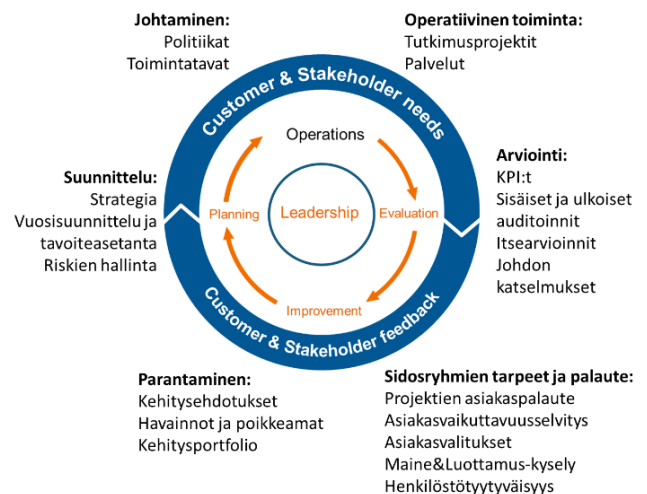 Johtaminen:
Politiikat
Toimintatavat
Operatiivinen toiminta:
Tutkimusprojektit
Palvelut
Customer & Stakeholder needs
Operations
Suunnittelu:
Strategia
Vuosisuunnittelu ja
tavoiteasetanta
Riskien hallinta
Planning
Leadership
Evaluation
Arviointi:
KPI:t
Sisäiset ja ulkoiset
auditoinnit
Itsearvioinnit
Johdon
katselmukset
Improvement
Customer & Stakeholder feedback
Parantaminen:
Kehitysehdotukset
Havainnot ja poikkeamat
Kehitysportfolio
Sidosryhmien tarpeet ja palaute:
Projektien asiakaspalaute
Asiakasvaikuttavuusselvitys
Asiakasvalitukset
Maine&Luottamus-kysely
Henkilöstötyytyväisyys